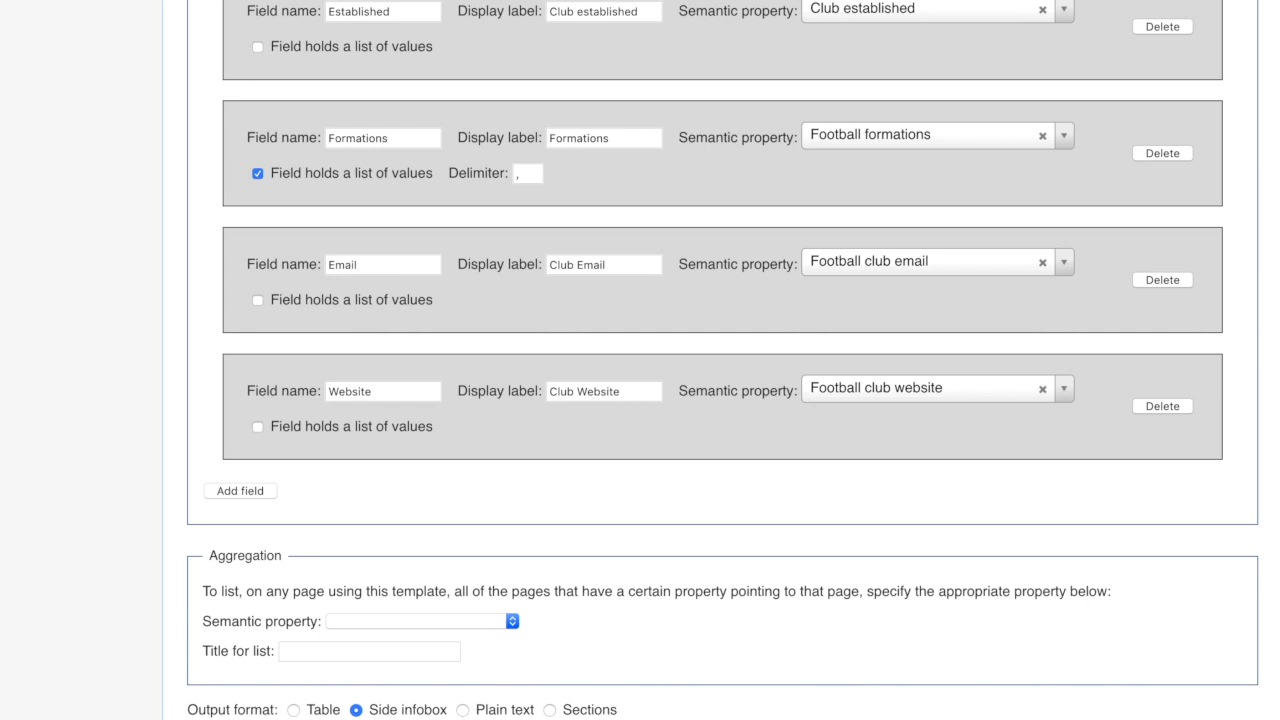 Field name: Established Display label: Club established Semantic property: Club established × ▼
Delete
Field holds a list of values
Field name: Formations Display label: Formations Semantic property: Football formations × ▼
Delete
Field holds a list of values Delimiter: ,
Field name: Email Display label: Club Email Semantic property: Football club email × ▼
Delete
Field holds a list of values
Field name: Website Display label: Club Website Semantic property: Football club website × ▼
Delete
Field holds a list of values
Add field
Aggregation
To list, on any page using this template, all of the pages that have a certain property pointing to that page, specify the appropriate property below:
Semantic property:
Title for list:
Output format: Table Side infobox Plain text Sections